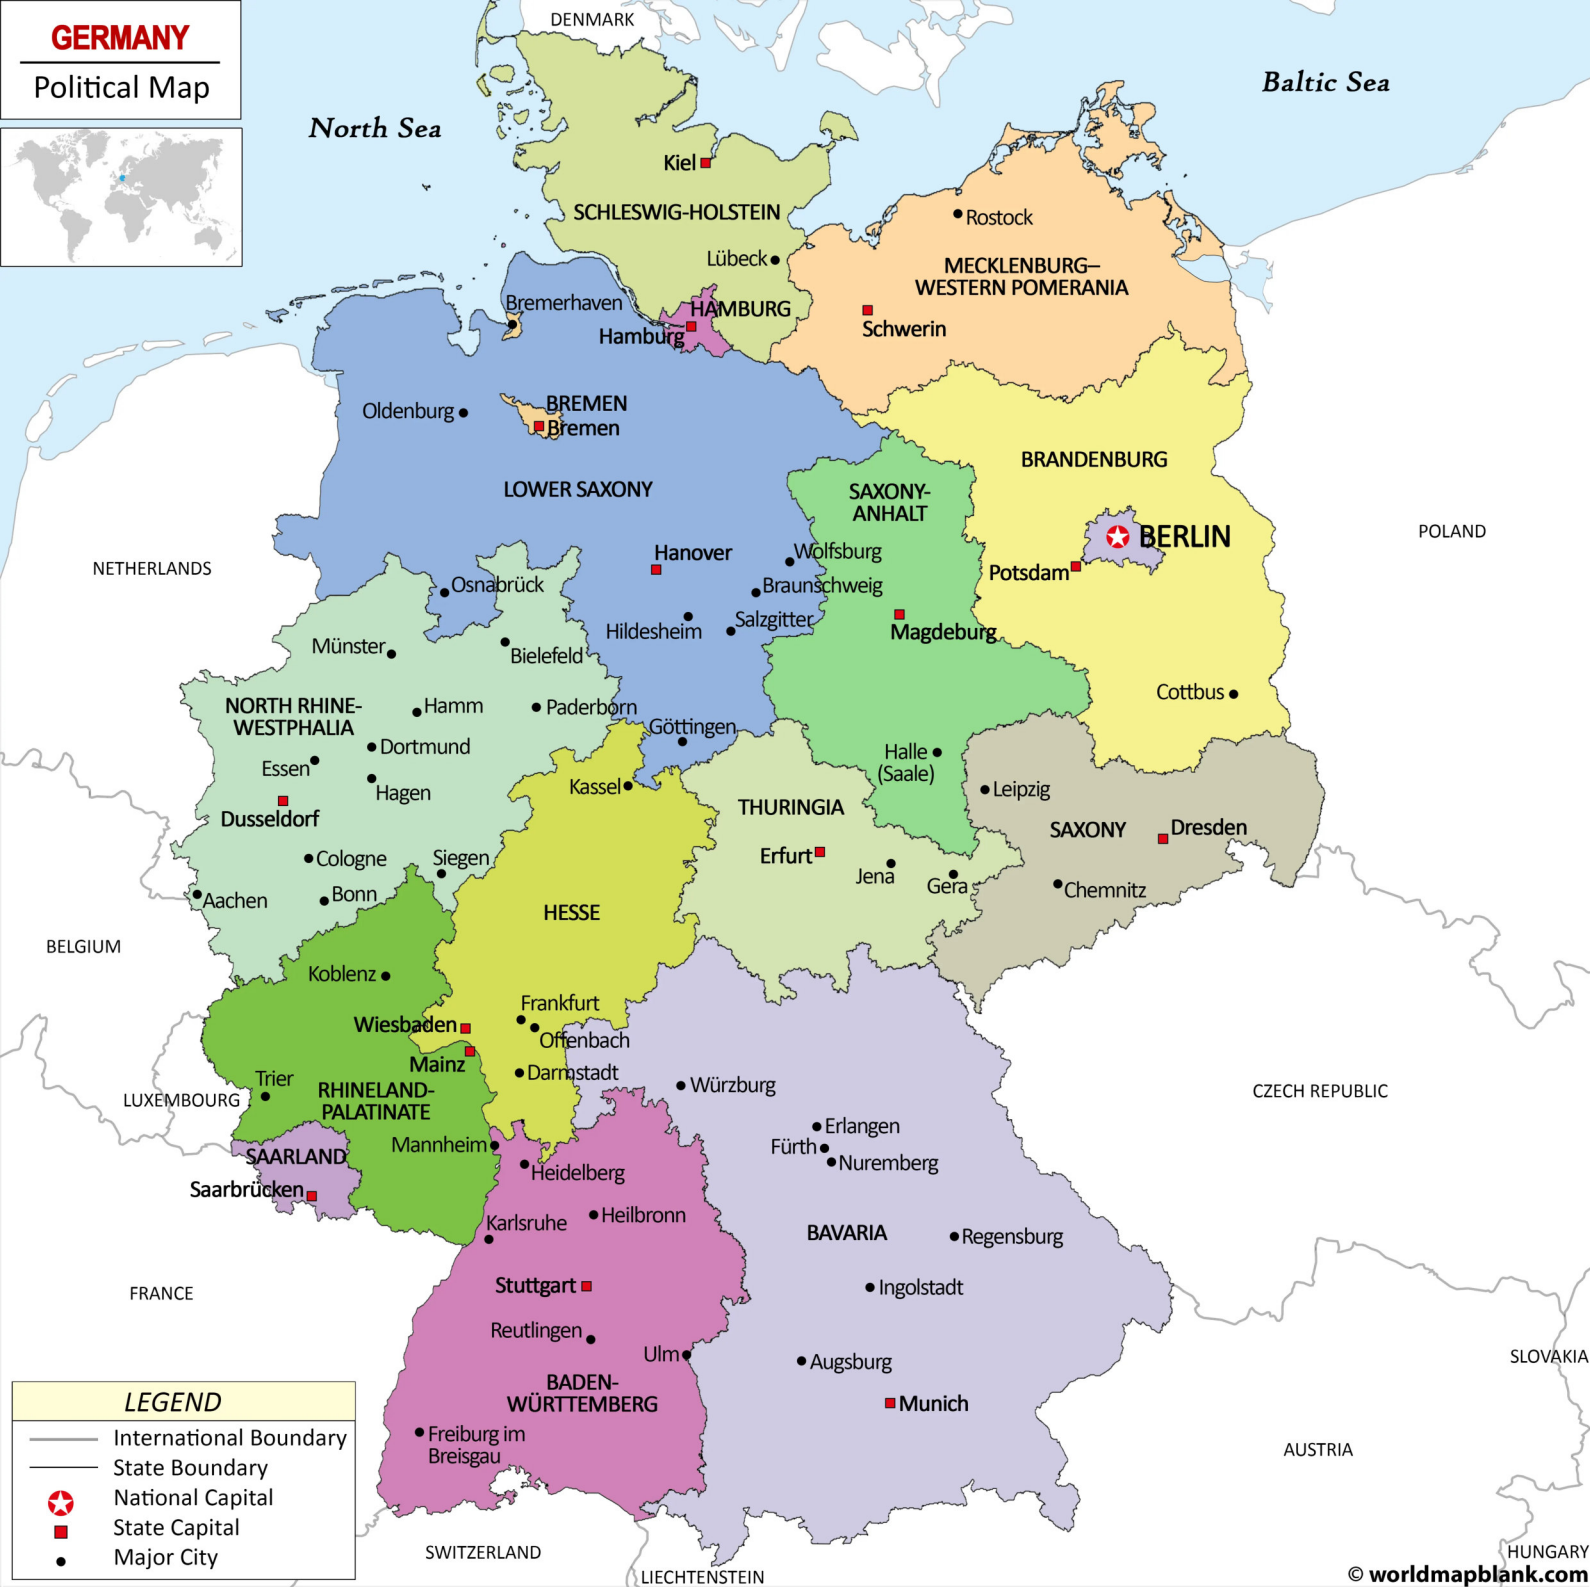 GERMANY
Political Map
DENMARK
North Sea
Baltic Sea
Kiel
SCHLESWIG-HOLSTEIN
Rostock
Lübeck
MECKLENBURG–
WESTERN POMERANIA
Bremerhaven
HAMBURG
Hamburg
Schwerin
Oldenburg
BREMEN
Bremen
LOWER SAXONY
BRANDENBURG
SAXONY-
ANHALT
BERLIN
POLAND
NETHERLANDS
Hanover
Wolfsburg
Potsdam
Osnabrück
Braunschweig
Hildesheim
Salzgitter
Magdeburg
Münster
Bielefeld
Cottbus
NORTH RHINE-
WESTPHALIA
Hamm
Paderborn
Göttingen
Dortmund
Essen
Hagen
Kassel
Halle
(Saale)
Leipzig
Dusseldorf
THURINGIA
SAXONY
Dresden
Cologne
Siegen
Erfurt
Jena
Gera
Chemnitz
Aachen
Bonn
HESSE
BELGIUM
Koblenz
Frankfurt
Wiesbaden
Offenbach
Mainz
Darmstadt
Trier
LUXEMBOURG
RHINELAND-
PALATINATE
Würzburg
CZECH REPUBLIC
Erlangen
Mannheim
Fürth
Nuremberg
SAARLAND
Heidelberg
Saarbrücken
Karlsruhe
Heilbronn
BAVARIA
Regensburg
FRANCE
Stuttgart
Ingolstadt
Reutlingen
Ulm
Augsburg
SLOVAKIA
BADEN-
WÜRTTEMBERG
Munich
Freiburg im
Breisgau
AUSTRIA
LEGEND
International Boundary
State Boundary
National Capital
State Capital
Major City
SWITZERLAND
LIECHTENSTEIN
HUNGARY
© worldmapblank.com